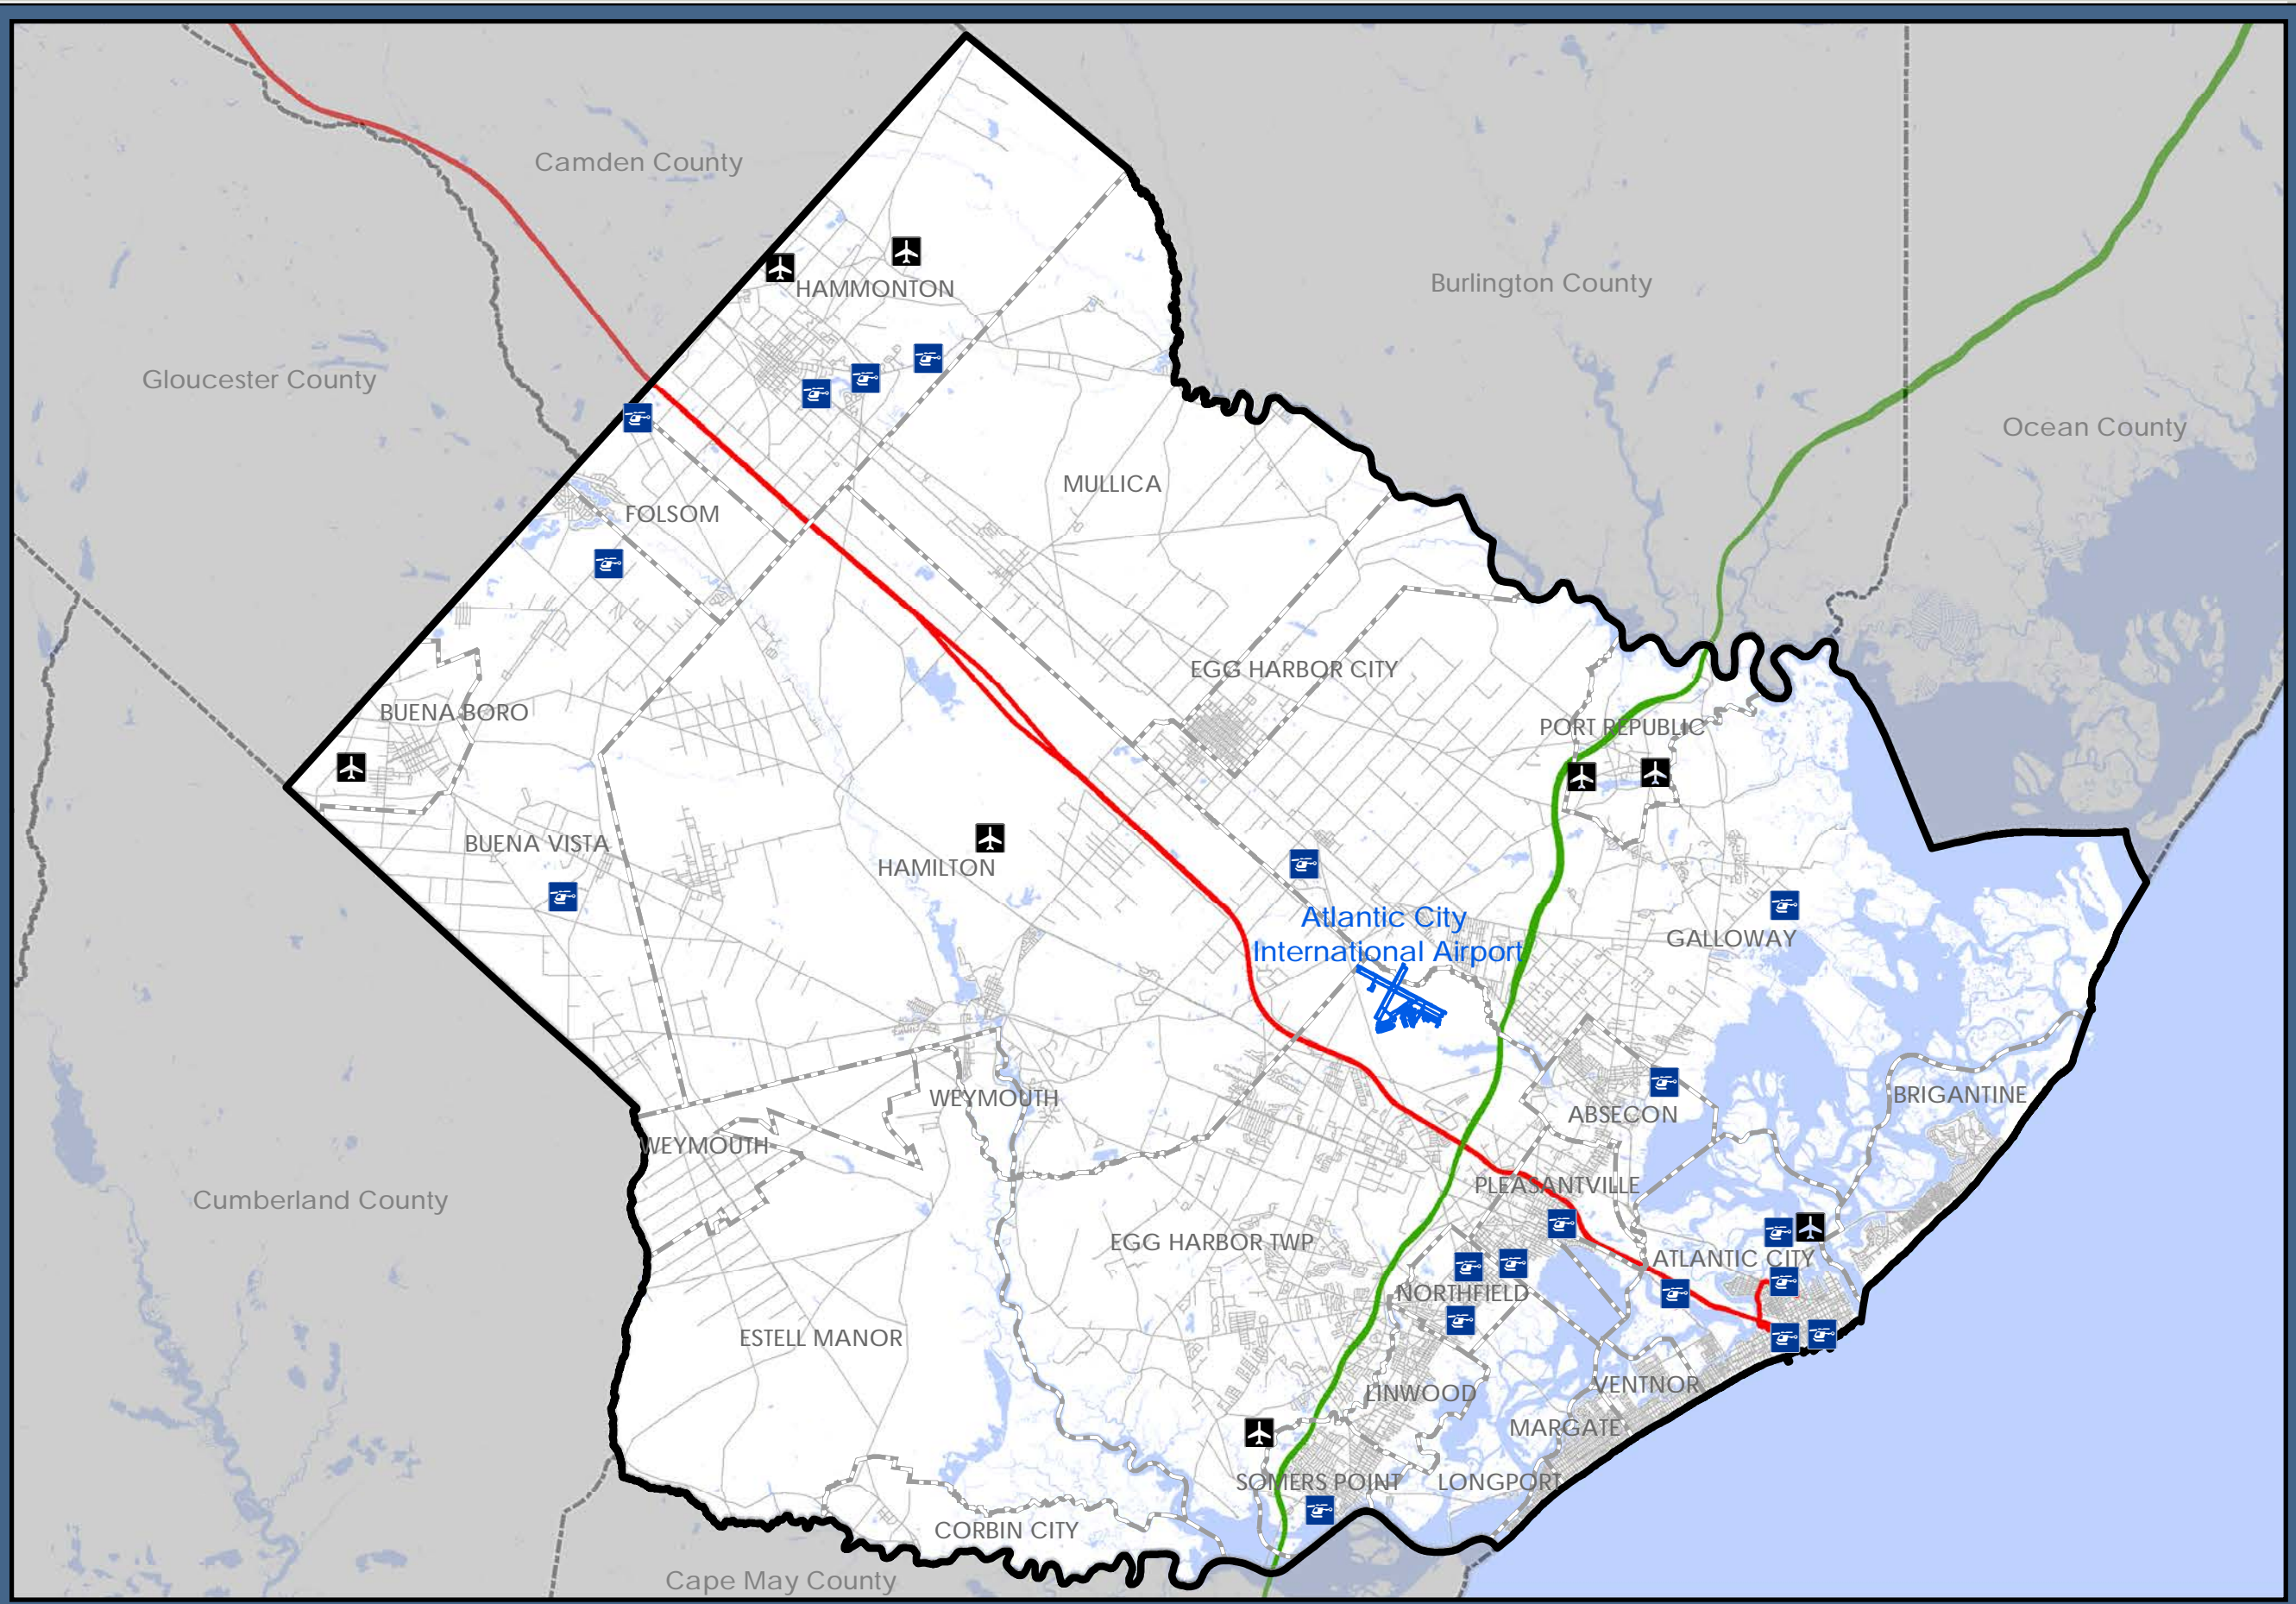 Camden County
Burlington County
HAMMONTON
Gloucester County
Ocean County
MULLICA
FOLSOM
EGG HARBOR CITY
BUENA BORO
PORT REPUBLIC
BUENA VISTA
HAMILTON
Atlantic City
International Airport
GALLOWAY
WEYMOUTH
BRIGANTINE
ABSECON
WEYMOUTH
PLEASANTVILLE
Cumberland County
EGG HARBOR TWP
ATLANTIC CITY
NORTHFIELD
ESTELL MANOR
VENTNOR
LINWOOD
MARGATE
SOMERS POINT
LONGPORT
CORBIN CITY
Cape May County